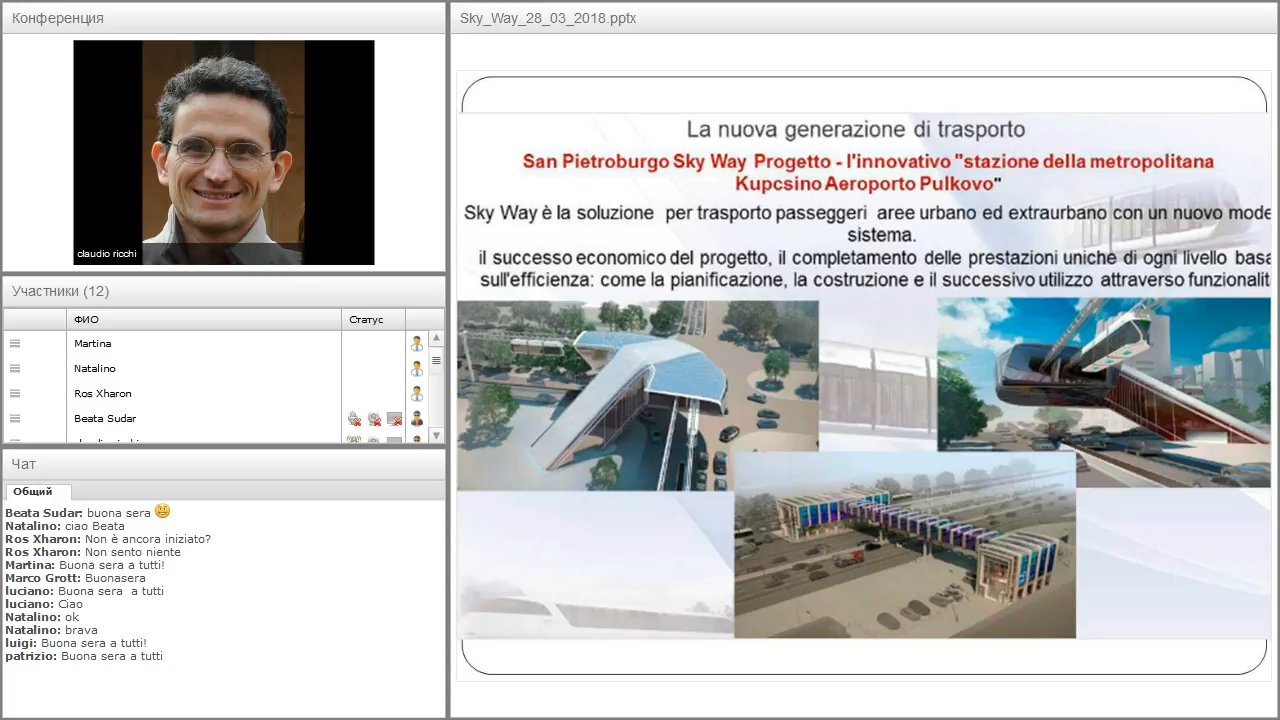 Конференция
claudio ricchi
Участники (12)
ФИО
Статус
Martina
Natalino
Ros Xharon
Beata Sudar
Чат
Общий
Beata Sudar: buona sera
Natalino: ciao Beata
Ros Xharon: Non è ancora iniziato?
Ros Xharon: Non sento niente
Martina: Buona sera a tutti!
Marco Grott: Buonasera
luciano: Buona sera a tutti
luciano: Ciao
Natalino: ok
Natalino: brava
luigi: Buona sera a tutti!
patrizio: Buona sera a tutti
Sky_Way_28_03_2018.pptx
La nuova generazione di trasporto
San Pietroburgo Sky Way Progetto - l'innovativo "stazione della metropolitana
Kupcsino Aeroporto Pulkovo"
Sky Way è la soluzione per trasporto passeggeri aree urbano ed extraurbano con un nuovo mode
sistema.
il successo economico del progetto, il completamento delle prestazioni uniche di ogni livello basa
sull'efficienza: come la pianificazione, la costruzione e il successivo utilizzo attraverso funzionalit